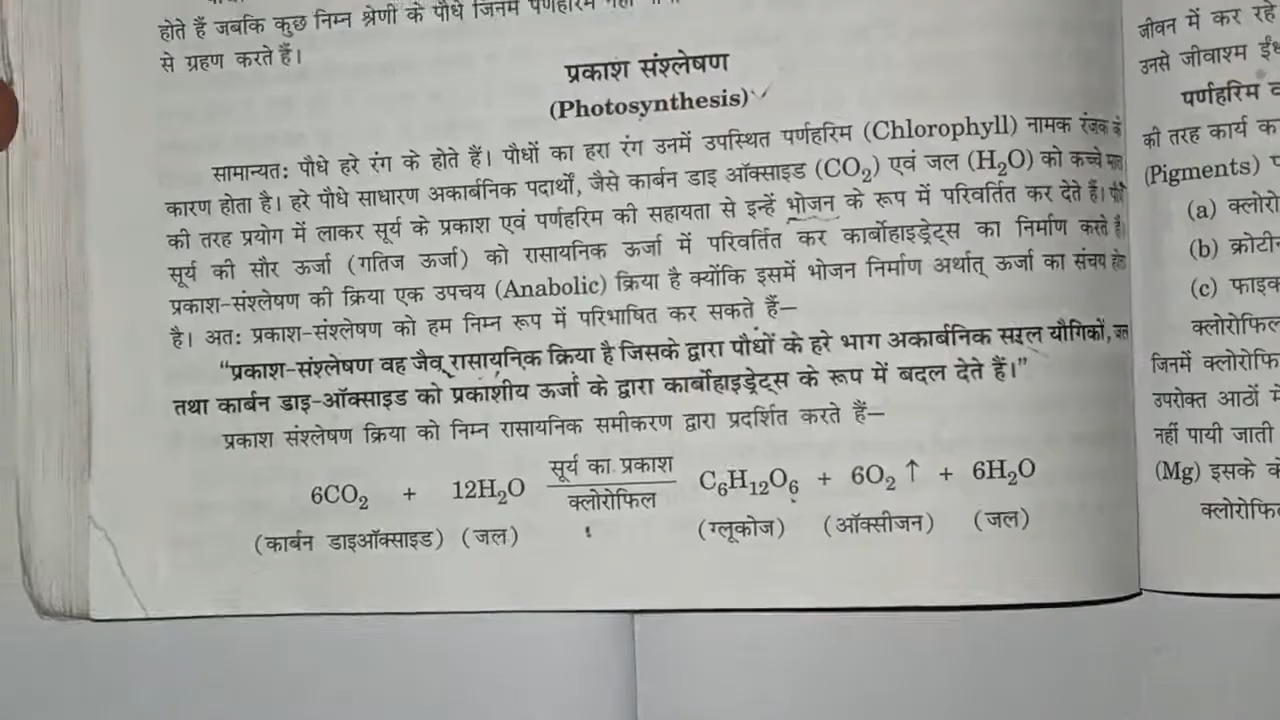 होते हैं जबकि कुछ निम्न श्रेणी के पौधे जिनमें पर्णहरिम नहीं
से ग्रहण करते हैं।
प्रकाश संश्लेषण
(Photosynthesis)
सामान्यतः पौधे हरे रंग के होते हैं। पौधों का हरा रंग उनमें उपस्थित पर्णहरिम (Chlorophyll) नामक रंजक के
कारण होता है। हरे पौधे साधारण अकार्बनिक पदार्थों, जैसे कार्बन डाइ ऑक्साइड (CO₂) एवं जल (H₂O) को कच्चे माल
की तरह प्रयोग में लाकर सूर्य के प्रकाश एवं पर्णहरिम की सहायता से इन्हें भोजन के रूप में परिवर्तित कर देते हैं। पौधे
सूर्य की सौर ऊर्जा (गतिज ऊर्जा) को रासायनिक ऊर्जा में परिवर्तित कर कार्बोहाइड्रेट्स का निर्माण करते हैं।
प्रकाश-संश्लेषण की क्रिया एक उपचय (Anabolic) क्रिया है क्योंकि इसमें भोजन निर्माण अर्थात् ऊर्जा का संचय होता
है। अतः प्रकाश-संश्लेषण को हम निम्न रूप में परिभाषित कर सकते हैं—
“प्रकाश-संश्लेषण वह जैव रासायनिक क्रिया है जिसके द्वारा पौधों के हरे भाग अकार्बनिक सरल यौगिकों, जल
तथा कार्बन डाइ-ऑक्साइड को प्रकाशीय ऊर्जा के द्वारा कार्बोहाइड्रेट्स के रूप में बदल देते हैं।”
प्रकाश संश्लेषण क्रिया को निम्न रासायनिक समीकरण द्वारा प्रदर्शित करते हैं—
सूर्य का प्रकाश
6CO₂ + 12H₂O C₆H₁₂O₆ + 6O₂ ↑ + 6H₂O
क्लोरोफिल
(कार्बन डाइऑक्साइड) (जल) (ग्लूकोज) (ऑक्सीजन) (जल)
जीवन में कर रहे
उनसे जीवाश्म
पर्णहरिम
की तरह कार्य
(Pigments)
(a)
(b)
(c)
जिनमें
उपरोक्त आठों
नहीं पायी जाती
(Mg) इसके